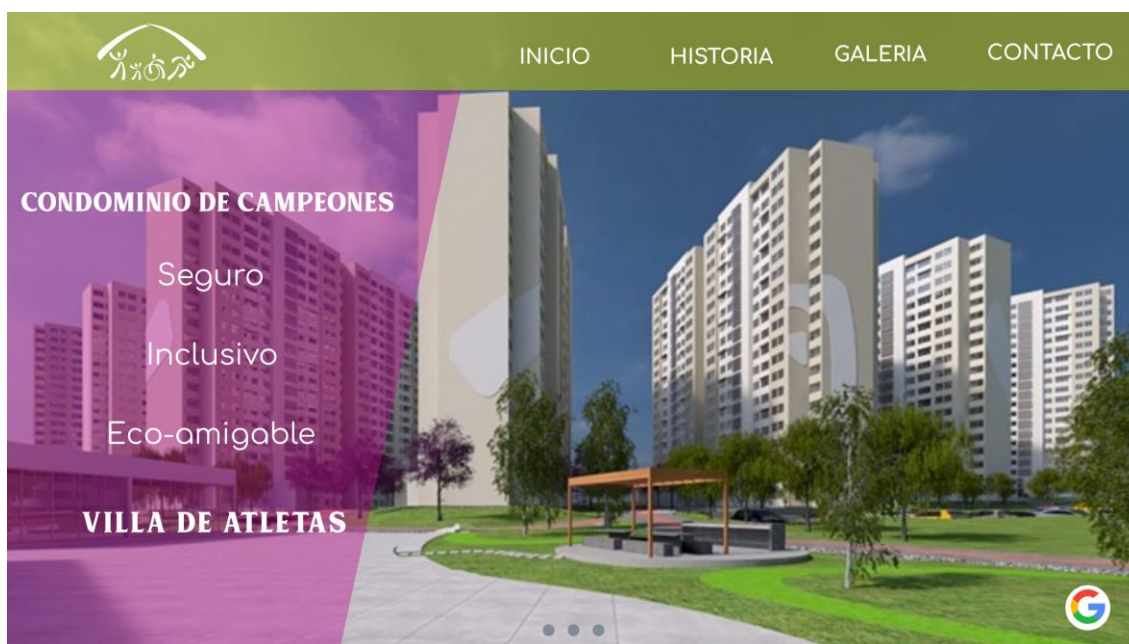 INICIO
HISTORIA
GALERIA
CONTACTO
CONDOMINIO DE CAMPEONES
Seguro
Inclusivo
Eco-amigable
VILLA DE ATLETAS